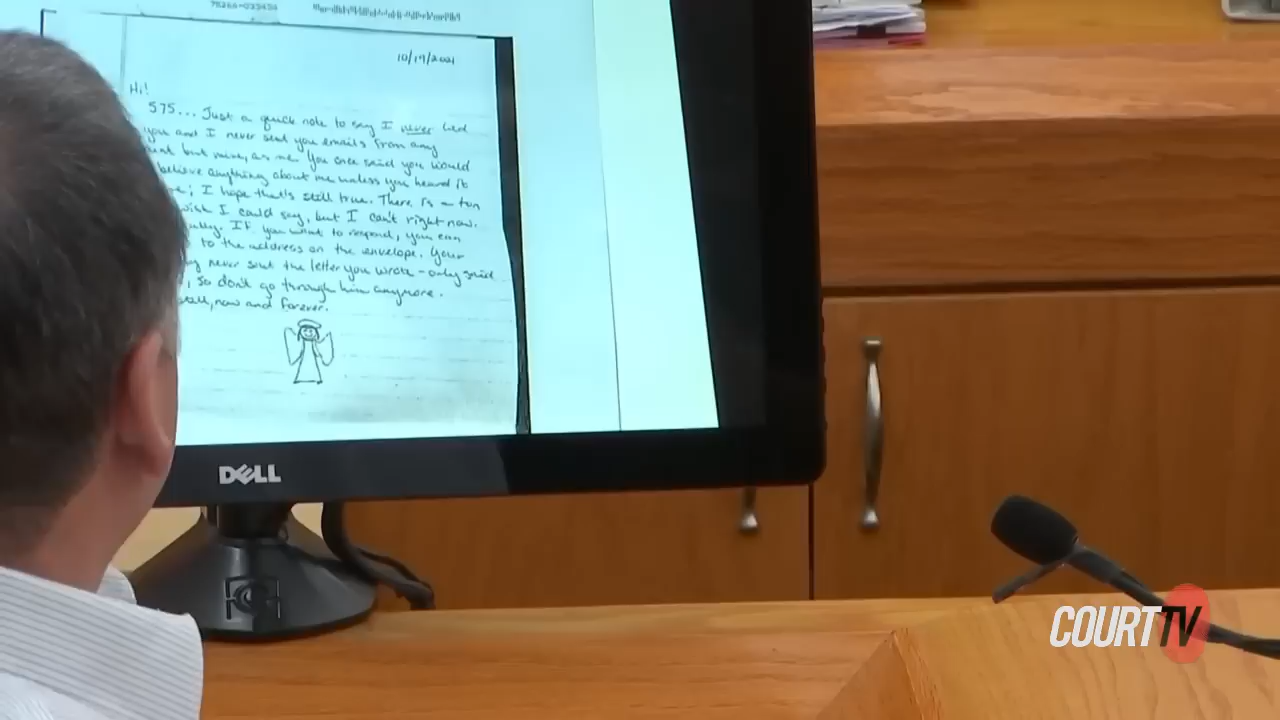 75266-033454
10/19/2021
Hi!
575... Just a quick note to say I never lied
you and I never sent you emails from any
but mine, as me. You once said you would
believe anything about me unless you heard it
; I hope that's still true. There is a ton
wish I could say, but I can't right now.
If you want to respond, you can
to the address on the envelope. Your
never sent the letter you wrote - only said
, so don't go through him anymore.
, now and forever.
DELL
COURT TV